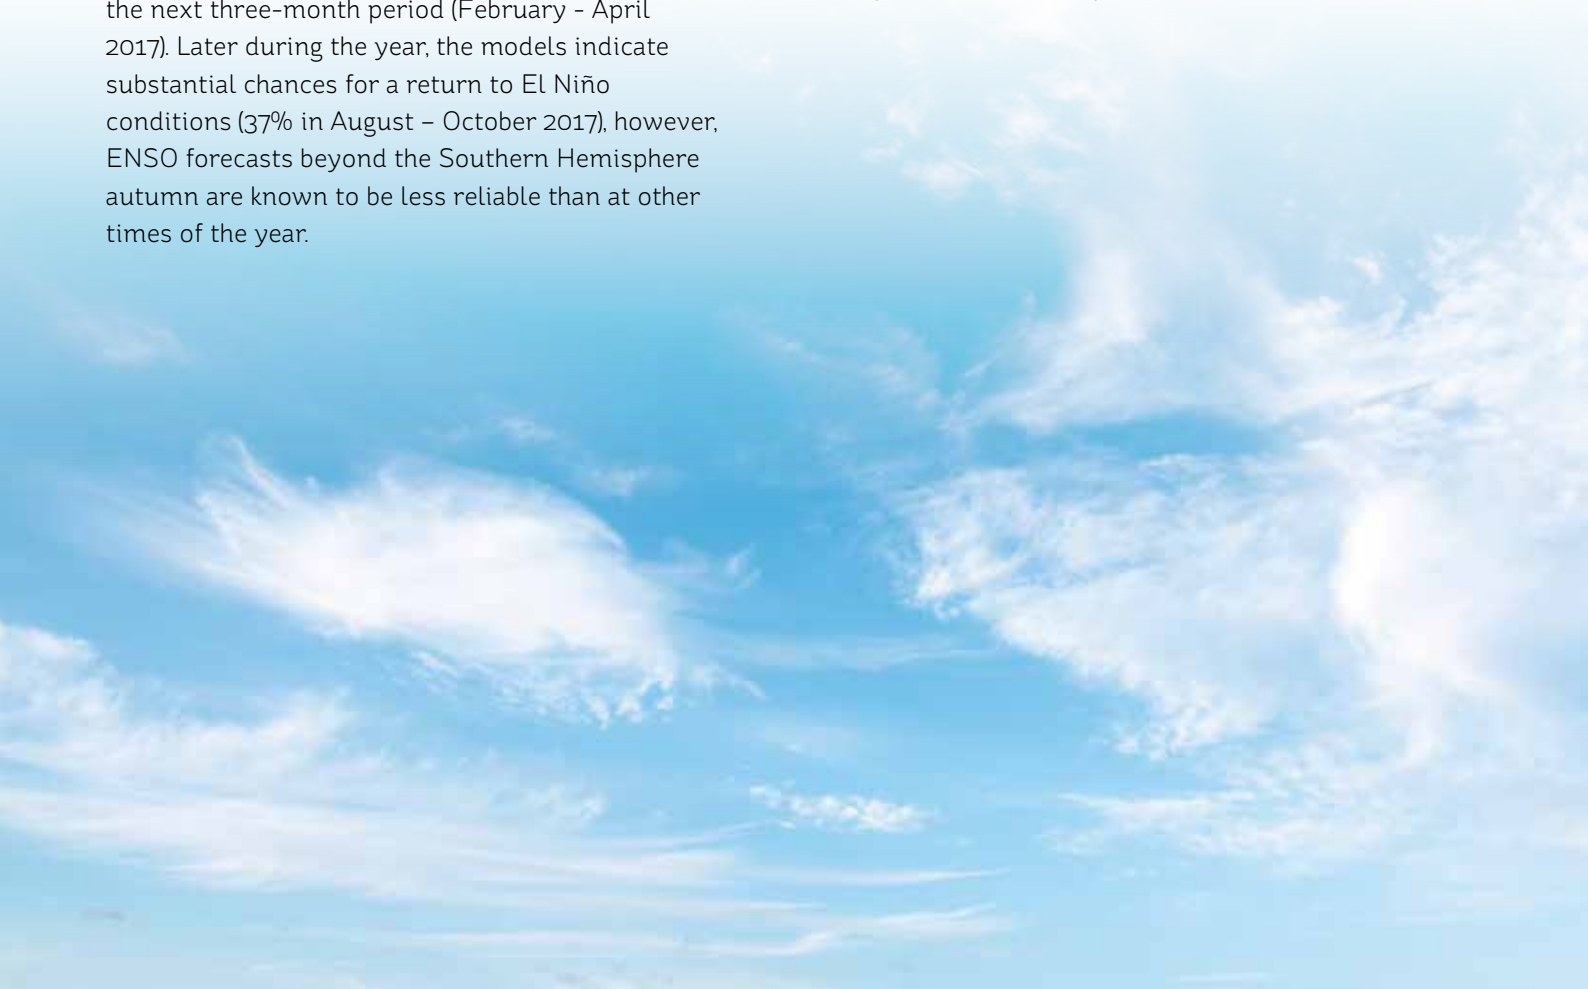 the next three-month period (February - April
2017). Later during the year, the models indicate
substantial chances for a return to El Niño
conditions (37% in August – October 2017), however,
ENSO forecasts beyond the Southern Hemisphere
autumn are known to be less reliable than at other
times of the year.